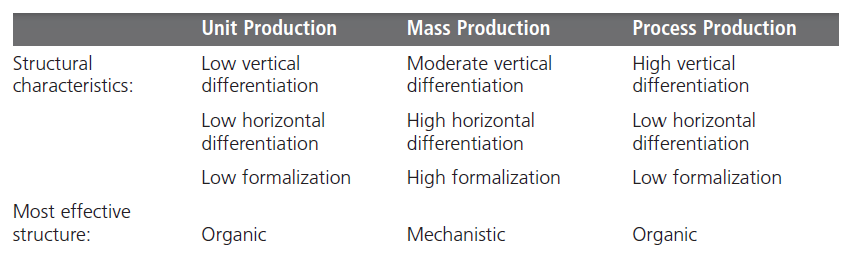 Unit Production Mass Production Process Production
Structural Low vertical Moderate vertical High vertical
characteristics: differentiation differentiation differentiation
Low horizontal High horizontal Low horizontal
differentiation differentiation differentiation
Low formalization High formalization Low formalization
Most effective
structure: Organic Mechanistic Organic